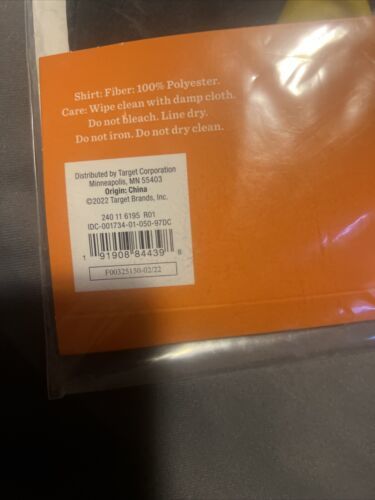 Shirt: Fiber: 100% Polyester.
Care: Wipe clean with damp cloth.
Do not bleach. Line dry.
Do not iron. Do not dry clean.
Distributed by Target Corporation
Minneapolis, MN 55403
Origin: China
©2022 Target Brands, Inc.
240 11 6195 R01
IDC-001734-01-050-97DC
1 91908 84439 6
F00325150-02/22